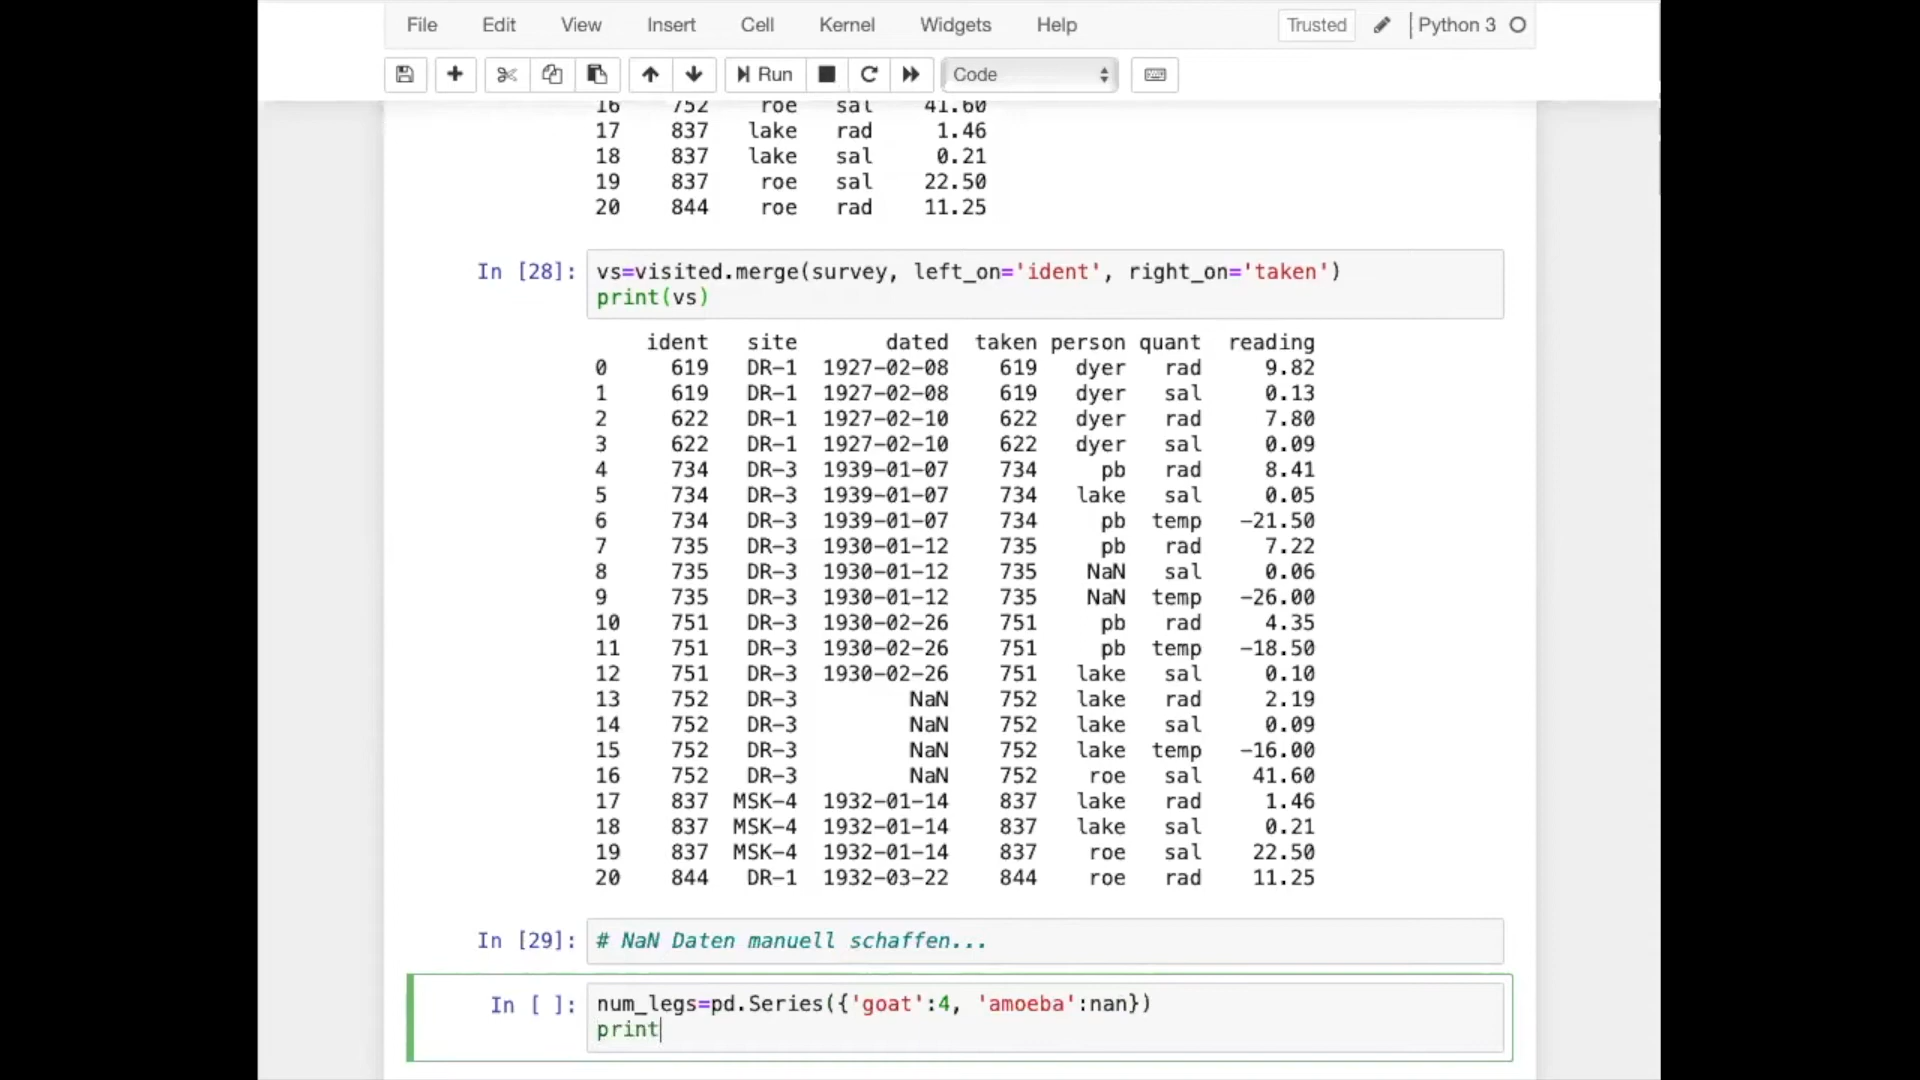 File Edit View Insert Cell Kernel Widgets Help Trusted Python 3
Run Code
16 752 roe sal 41.60
17 837 lake rad 1.46
18 837 lake sal 0.21
19 837 roe sal 22.50
20 844 roe rad 11.25
In [28]: vs=visited.merge(survey, left_on='ident', right_on='taken')
print(vs)
ident site dated taken person quant reading
0 619 DR-1 1927-02-08 619 dyer rad 9.82
1 619 DR-1 1927-02-08 619 dyer sal 0.13
2 622 DR-1 1927-02-10 622 dyer rad 7.80
3 622 DR-1 1927-02-10 622 dyer sal 0.09
4 734 DR-3 1939-01-07 734 pb rad 8.41
5 734 DR-3 1939-01-07 734 lake sal 0.05
6 734 DR-3 1939-01-07 734 pb temp -21.50
7 735 DR-3 1930-01-12 735 pb rad 7.22
8 735 DR-3 1930-01-12 735 NaN sal 0.06
9 735 DR-3 1930-01-12 735 NaN temp -26.00
10 751 DR-3 1930-02-26 751 pb rad 4.35
11 751 DR-3 1930-02-26 751 pb temp -18.50
12 751 DR-3 1930-02-26 751 lake sal 0.10
13 752 DR-3 NaN 752 lake rad 2.19
14 752 DR-3 NaN 752 lake sal 0.09
15 752 DR-3 NaN 752 lake temp -16.00
16 752 DR-3 NaN 752 roe sal 41.60
17 837 MSK-4 1932-01-14 837 lake rad 1.46
18 837 MSK-4 1932-01-14 837 lake sal 0.21
19 837 MSK-4 1932-01-14 837 roe sal 22.50
20 844 DR-1 1932-03-22 844 roe rad 11.25
In [29]: # NaN Daten manuell schaffen...
In [ ]: num_legs=pd.Series({'goat':4, 'amoeba':nan})
print